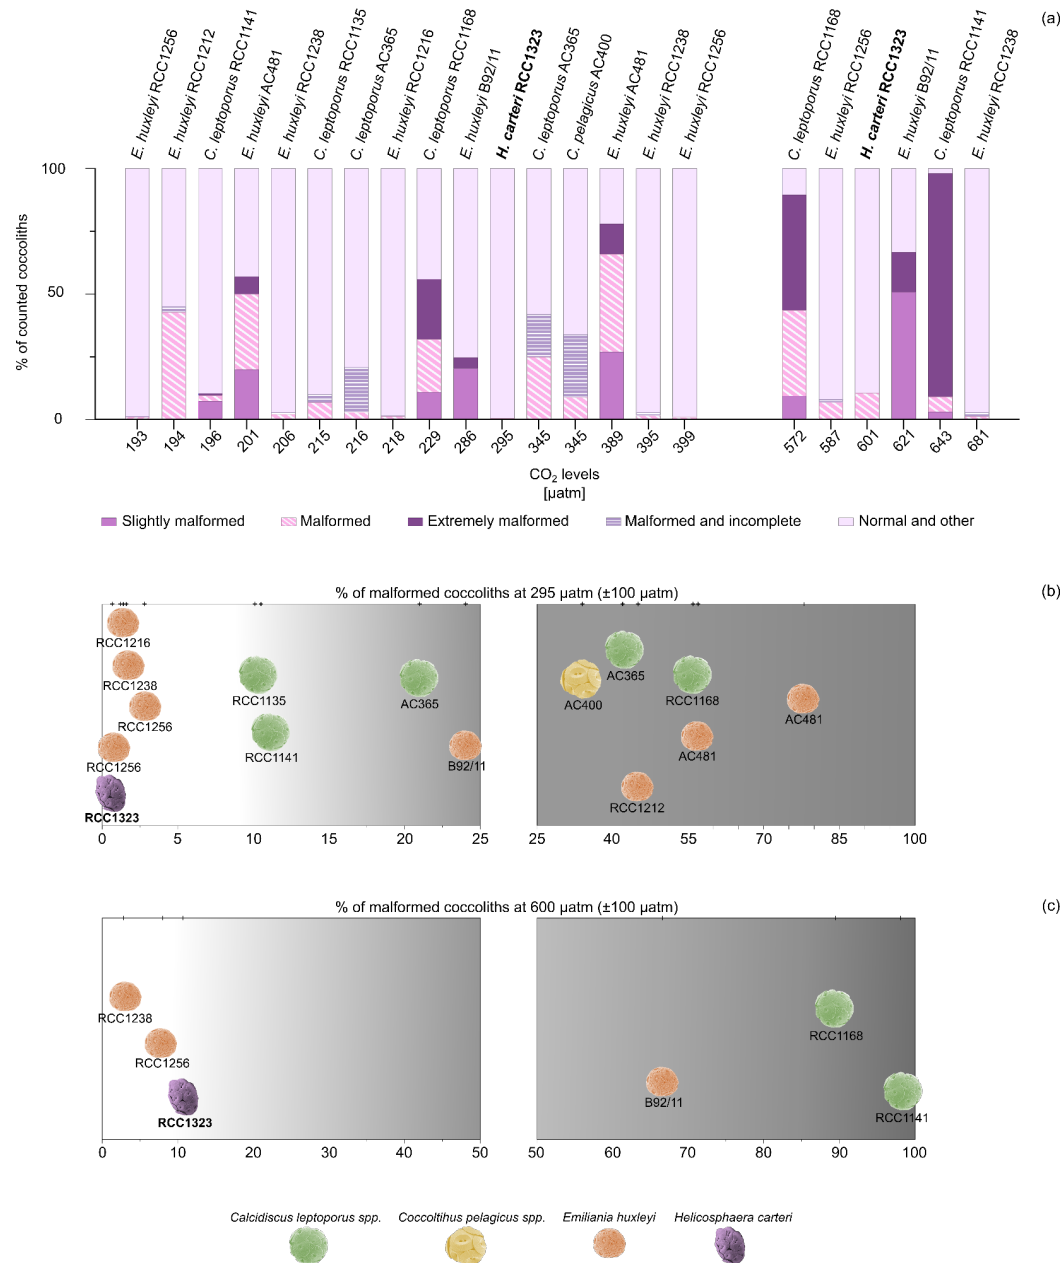 (a)
E. huxleyi RCC1256
E. huxleyi RCC1212
C. leptoporus RCC1141
E. huxleyi AC481
E. huxleyi RCC1238
C. leptoporus RCC1135
C. leptoporus AC365
E. huxleyi RCC1216
C. leptoporus RCC1168
E. huxleyi B92/11
H. carteri RCC1323
C. leptoporus AC365
C. pelagicus AC400
E. huxleyi AC481
E. huxleyi RCC1238
E. huxleyi RCC1256
C. leptoporus RCC1168
E. huxleyi RCC1256
H. carteri RCC1323
E. huxleyi B92/11
C. leptoporus RCC1141
E. huxleyi RCC1238
% of counted coccoliths
100
50
0
193
194
196
201
206
215
216
218
229
286
295
345
345
389
395
399
572
587
601
621
643
681
CO2 levels
[µatm]
Slightly malformed
Malformed
Extremely malformed
Malformed and incomplete
Normal and other
% of malformed coccoliths at 295 µatm (±100 µatm)
(b)
RCC1216
RCC1238
RCC1256
RCC1256
RCC1323
RCC1135
RCC1141
AC365
B92/11
AC400
AC365
RCC1168
AC481
AC481
RCC1212
0 5 10 15 20 25
25 40 55 70 85 100
% of malformed coccoliths at 600 µatm (±100 µatm)
(c)
RCC1238
RCC1256
RCC1323
RCC1168
B92/11
RCC1141
0 10 20 30 40 50
50 60 70 80 90 100
Calcidiscus leptoporus spp.
Coccoltihus pelagicus spp.
Emiliania huxleyi
Helicosphaera carteri